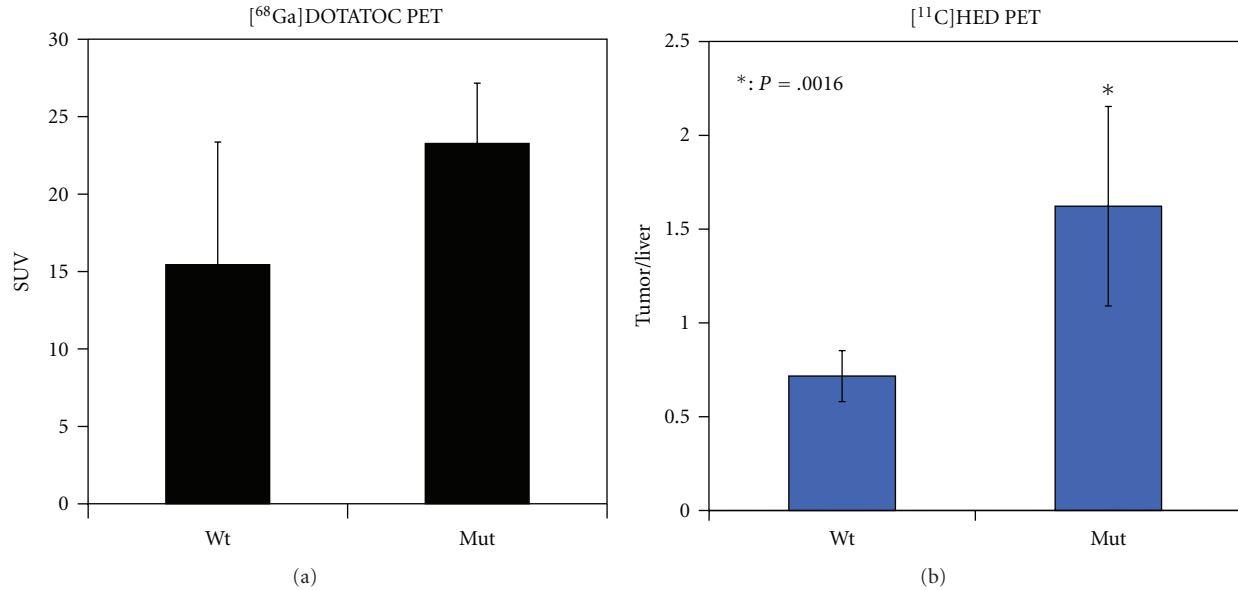 [⁶⁸Ga]DOTATOC PET
30
25
20
15
10
5
0
SUV
Wt Mut
(a)
[¹¹C]HED PET
2.5
2
1.5
1
0.5
0
Tumor/liver
*: P = .0016
*
Wt Mut
(b)